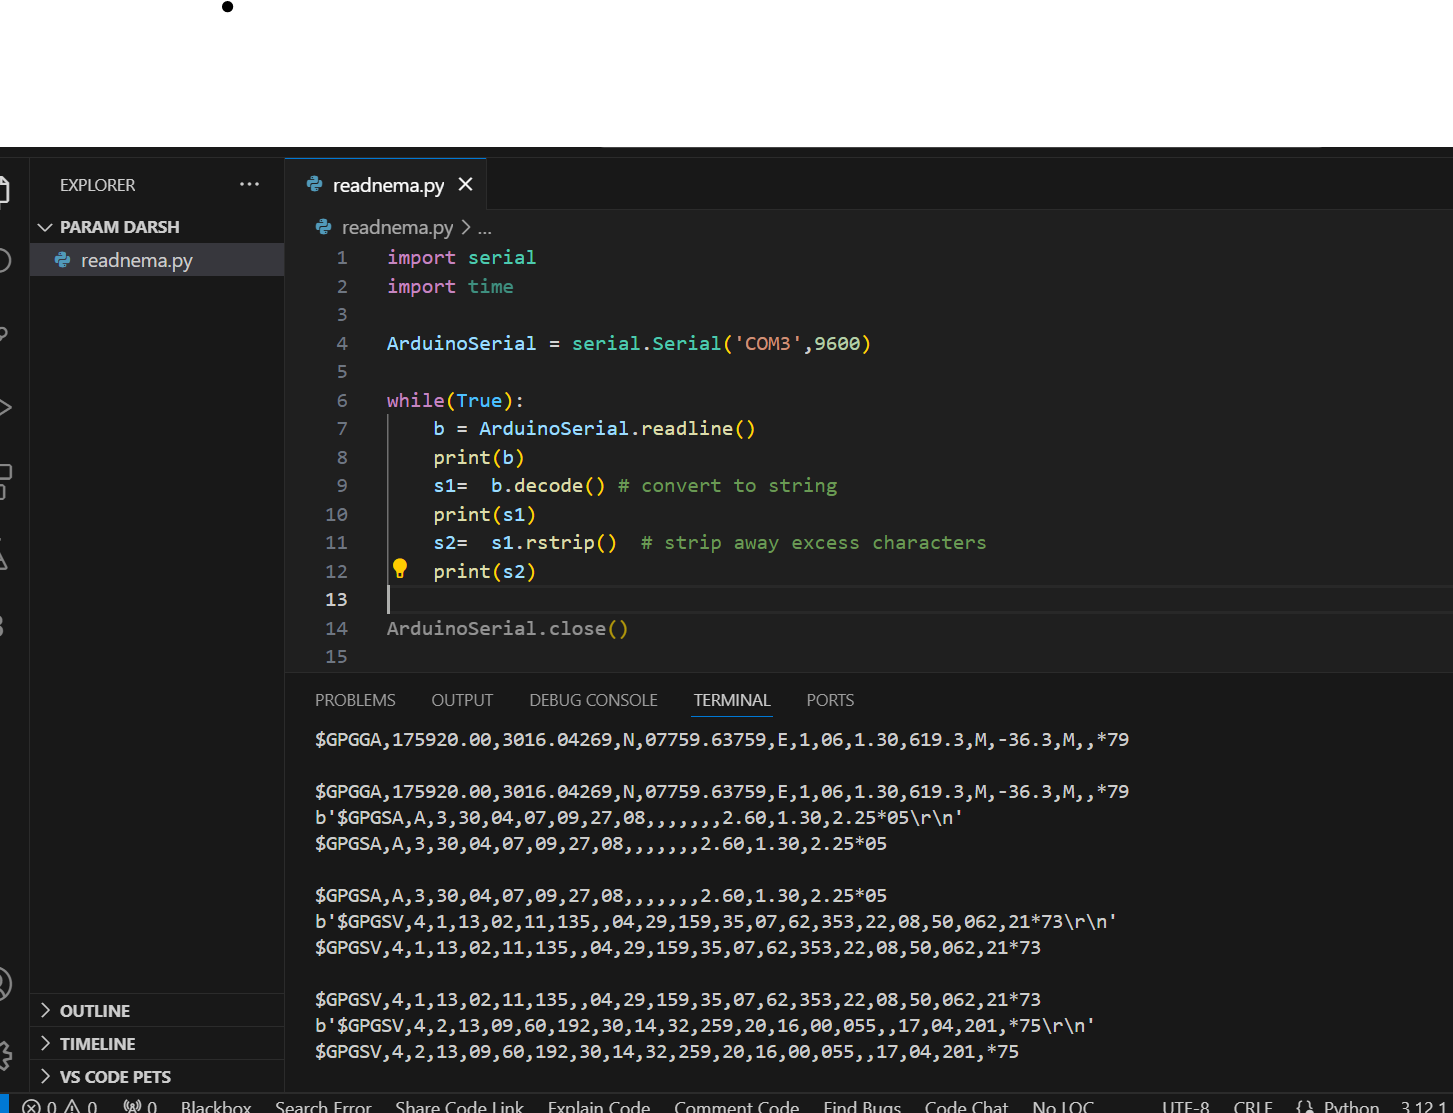 EXPLORER ...
PARAM DARSH
readnema.py
OUTLINE
TIMELINE
VS CODE PETS
readnema.py
readnema.py > ...
1 import serial
2 import time
3
4 ArduinoSerial = serial.Serial('COM3',9600)
5
6 while(True):
7 b = ArduinoSerial.readline()
8 print(b)
9 s1=  b.decode() # convert to string
10 print(s1)
11 s2=  s1.rstrip()  # strip away excess characters
12 print(s2)
13
14 ArduinoSerial.close()
15
PROBLEMS OUTPUT DEBUG CONSOLE TERMINAL PORTS
$GPGGA,175920.00,3016.04269,N,07759.63759,E,1,06,1.30,619.3,M,-36.3,M,,*79
$GPGGA,175920.00,3016.04269,N,07759.63759,E,1,06,1.30,619.3,M,-36.3,M,,*79
b'$GPGSA,A,3,30,04,07,09,27,08,,,,,,,2.60,1.30,2.25*05\r\n'
$GPGSA,A,3,30,04,07,09,27,08,,,,,,,2.60,1.30,2.25*05
$GPGSA,A,3,30,04,07,09,27,08,,,,,,,2.60,1.30,2.25*05
b'$GPGSV,4,1,13,02,11,135,,04,29,159,35,07,62,353,22,08,50,062,21*73\r\n'
$GPGSV,4,1,13,02,11,135,,04,29,159,35,07,62,353,22,08,50,062,21*73
$GPGSV,4,1,13,02,11,135,,04,29,159,35,07,62,353,22,08,50,062,21*73
b'$GPGSV,4,2,13,09,60,192,30,14,32,259,20,16,00,055,,17,04,201,*75\r\n'
$GPGSV,4,2,13,09,60,192,30,14,32,259,20,16,00,055,,17,04,201,*75
0 0 0 Blackbox Search Error Share Code Link Explain Code Comment Code Find Bugs Code Chat No LOC UTF-8 CRLF Python 3.12.1